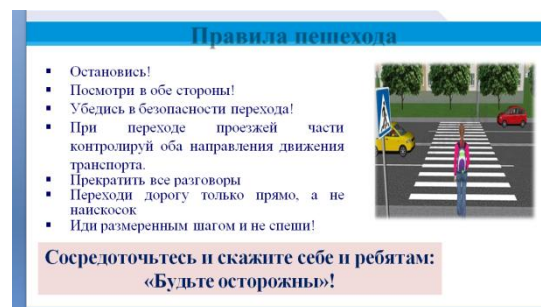 Правила пешехода
▪ Остановись!
▪ Посмотри в обе стороны!
▪ Убедись в безопасности перехода!
▪ При переходе проезжей части
контролируй оба направления движения
транспорта.
▪ Прекратить все разговоры
▪ Переходи дорогу только прямо, а не
наискосок
▪ Иди размеренным шагом и не спеши!
Сосредоточьтесь и скажите себе и ребятам:
«Будьте осторожны»!